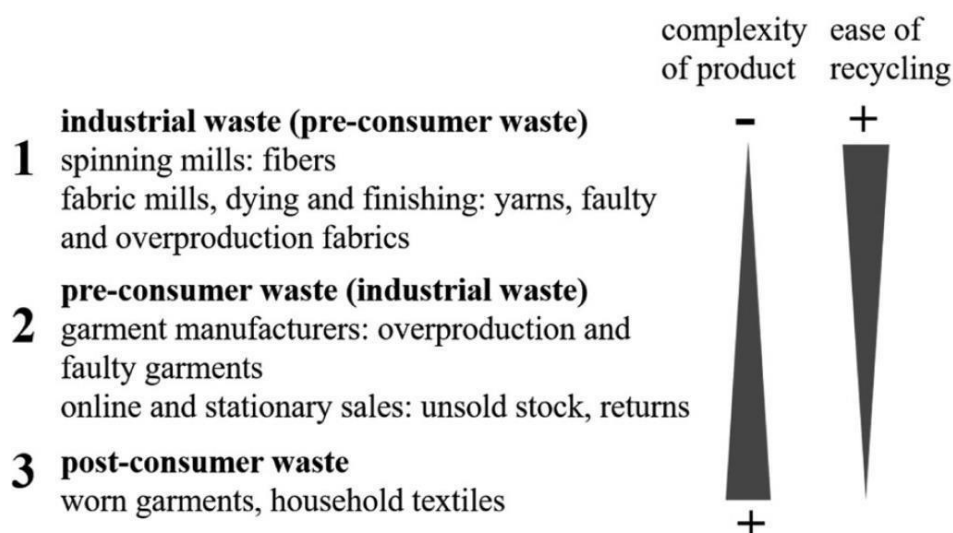 complexity ease of
of product recycling
- +
industrial waste (pre-consumer waste)
1 spinning mills: fibers
fabric mills, dying and finishing: yarns, faulty
and overproduction fabrics
pre-consumer waste (industrial waste)
2 garment manufacturers: overproduction and
faulty garments
online and stationary sales: unsold stock, returns
3 post-consumer waste
worn garments, household textiles
+